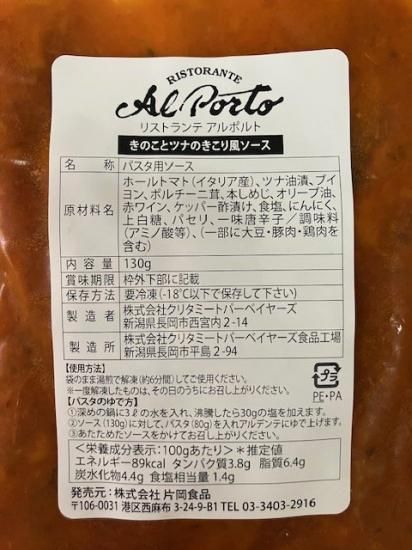 RISTORANTE
Al Porto
リストランテ アルポルト
きのことツナのきこり風ソース
名称 パスタ用ソース
原材料名 ホールトマト(イタリア産)、ツナ油漬、ブイ
ヨン、ポルチーニ茸、本しめじ、オリーブ油、
赤ワイン、ケッパー酢漬け、食塩、にんにく、
上白糖、パセリ、一味唐辛子／調味料
(アミノ酸等)、(一部に大豆・豚肉・鶏肉を
含む)
内容量 130g
賞味期限 枠外下部に記載
保存方法 要冷凍(-18℃以下で保存して下さい)
製造者 株式会社クリタミートバーベイヤーズ
新潟県長岡市西宮内2-14
製造所 株式会社クリタミートバーベイヤーズ食品工場
新潟県長岡市平島2-94
【使用方法】
袋のまま湯煎で解凍(約6分間)してご使用ください。
※一度解凍したものは、その日のうちにお召し上がりください。
【パスタのゆで方】
①深めの鍋に3ℓの水を入れ、沸騰したら30gの塩を加えます。
②ソース(130g)に対して、パスタ(80g)を入れアルデンテにゆで上げます。
③あたためたソースをかけてお召し上がりください。
プラ
PE・PA
＜栄養成分表示：100gあたり＞*推定値
エネルギー89kcal タンパク質3.8g 脂質6.4g
炭水化物4.4g 食塩相当量1.4g
発売元：株式会社 片岡食品
〒106-0031 港区西麻布 3-24-9-B1 TEL 03-3403-2916